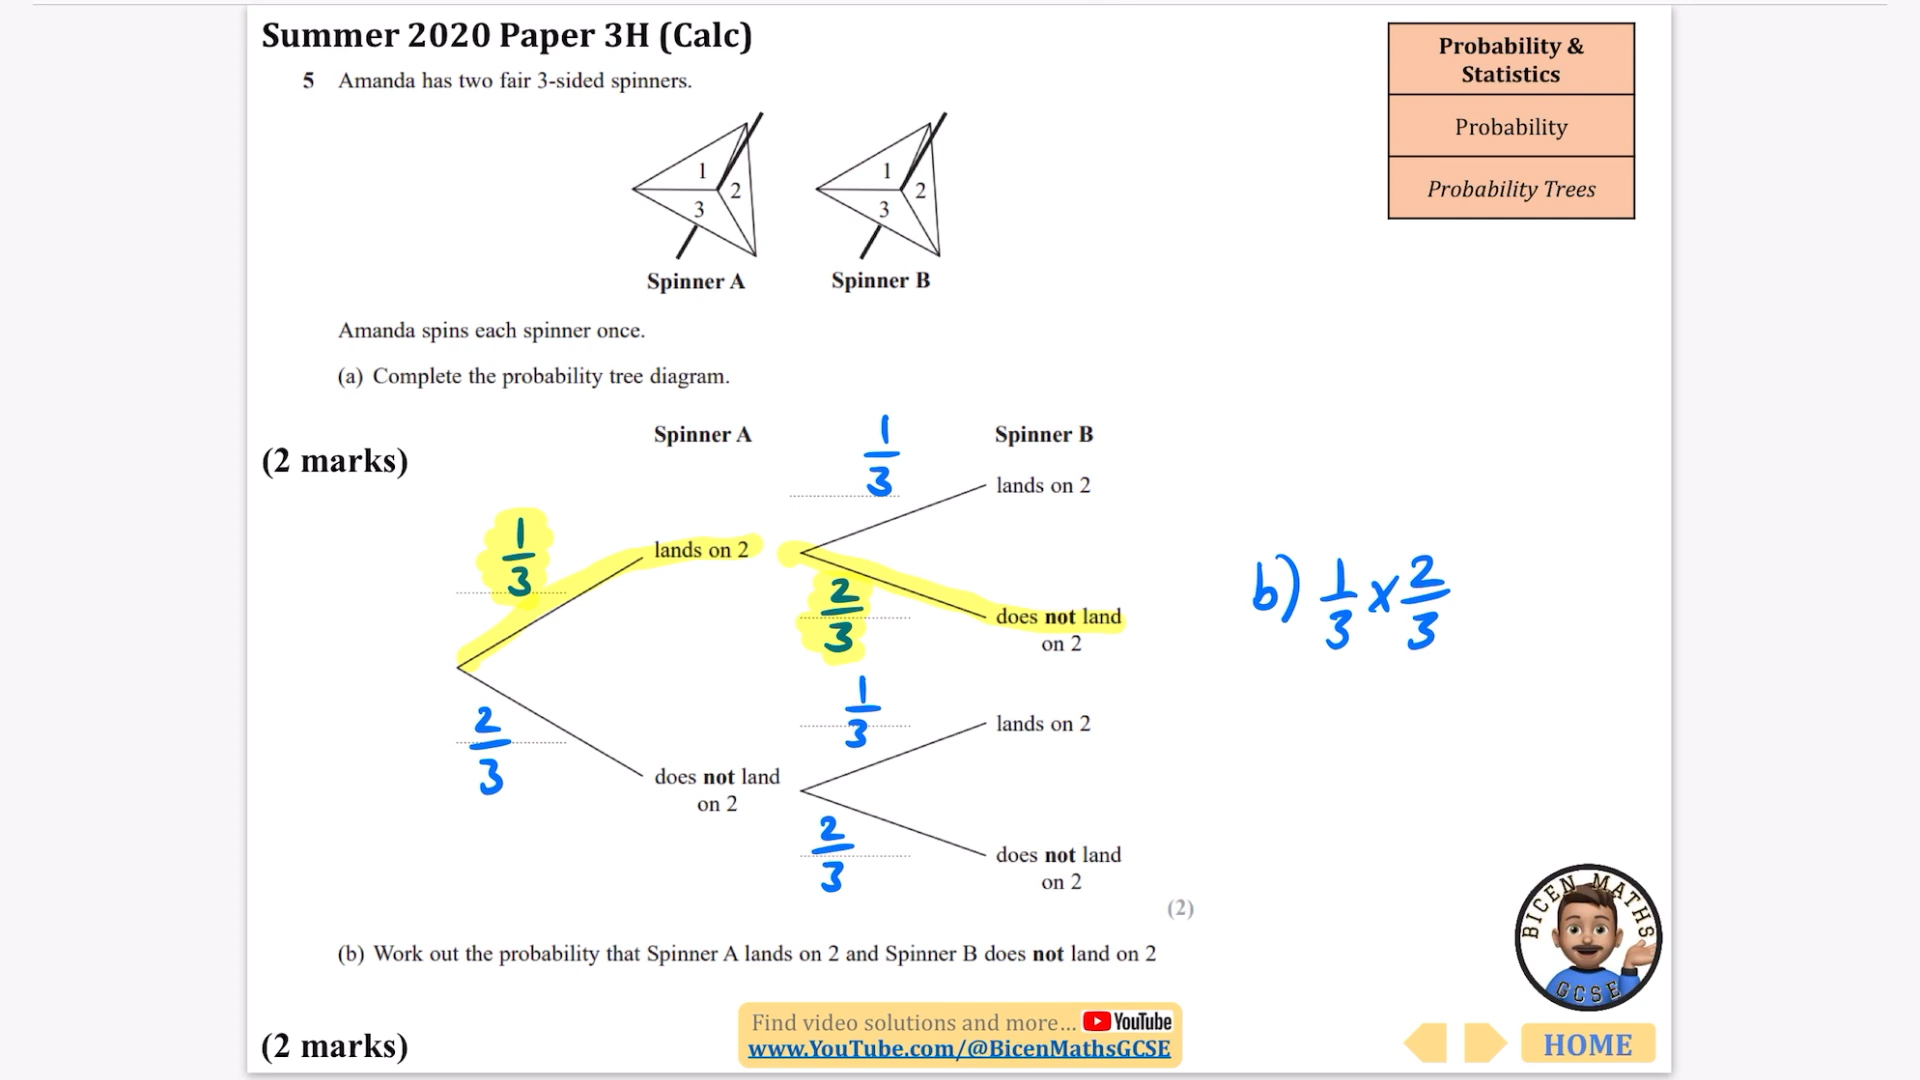 Summer 2020 Paper 3H (Calc)
Probability &
Statistics
Probability
Probability Trees
5 Amanda has two fair 3-sided spinners.
1
2
3
1
2
3
Spinner A
Spinner B
Amanda spins each spinner once.
(a) Complete the probability tree diagram.
(2 marks)
Spinner A
Spinner B
1/3
lands on 2
1/3
lands on 2
2/3
does not land
on 2
2/3
does not land
on 2
1/3
lands on 2
2/3
does not land
on 2
(2)
b) 1/3 x 2/3
(b) Work out the probability that Spinner A lands on 2 and Spinner B does not land on 2
(2 marks)
Find video solutions and more... YouTube
www.YouTube.com/@BicenMathsGCSE
BICEN MATHS
GCSE
HOME